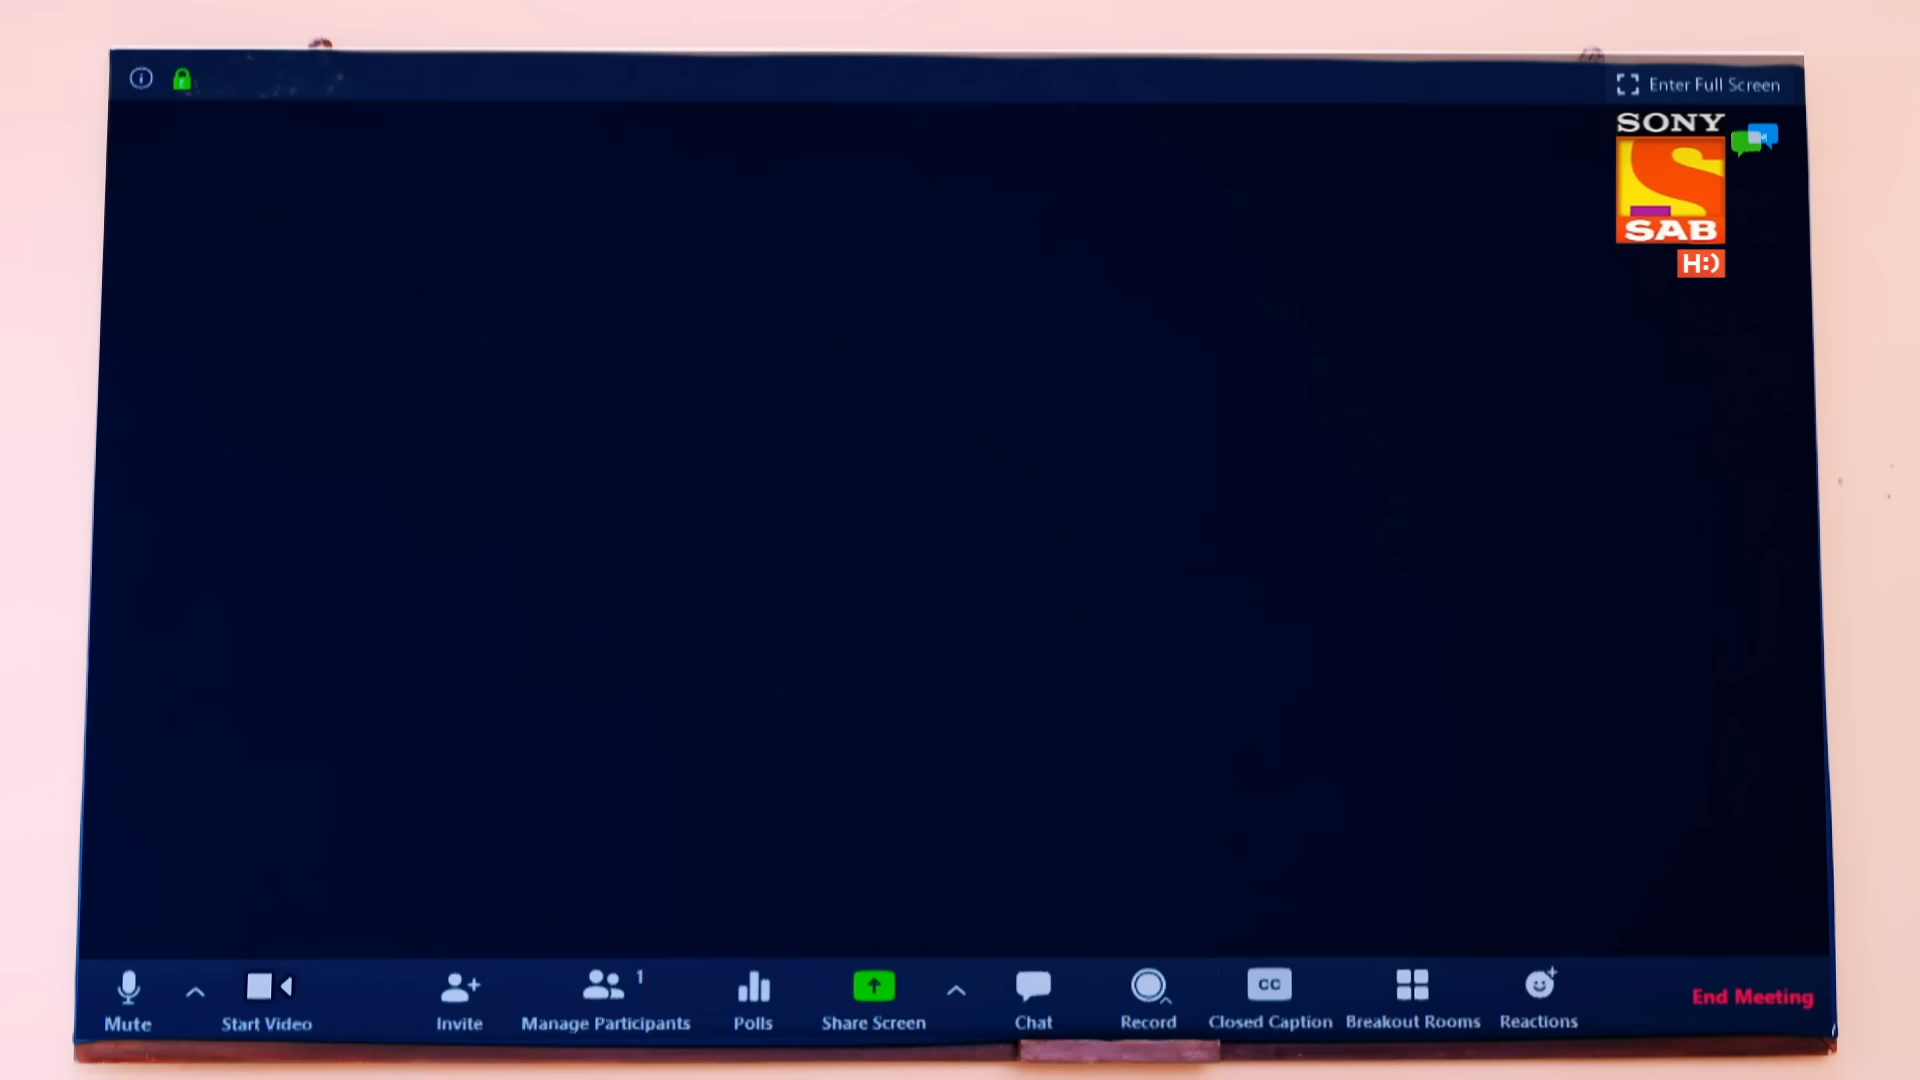 Enter Full Screen
SONY
SAB
H:)
1
CC
Mute
Start Video
Invite
Manage Participants
Polls
Share Screen
Chat
Record
Closed Caption
Breakout Rooms
Reactions
End Meeting